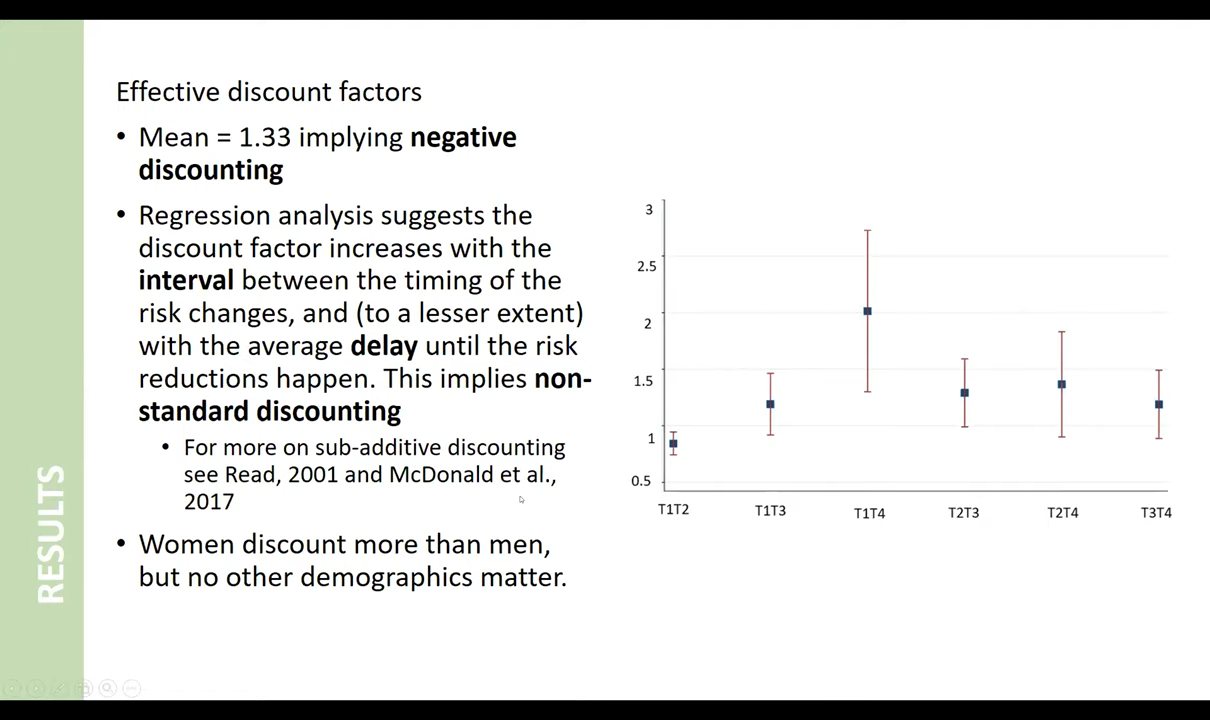 Effective discount factors
• Mean = 1.33 implying negative
discounting
• Regression analysis suggests the
discount factor increases with the
interval between the timing of the
risk changes, and (to a lesser extent)
with the average delay until the risk
reductions happen. This implies non-
standard discounting
• For more on sub-additive discounting
see Read, 2001 and McDonald et al.,
2017
• Women discount more than men,
but no other demographics matter.
RESULTS
3
2.5
2
1.5
1
0.5
T1T2 T1T3 T1T4 T2T3 T2T4 T3T4